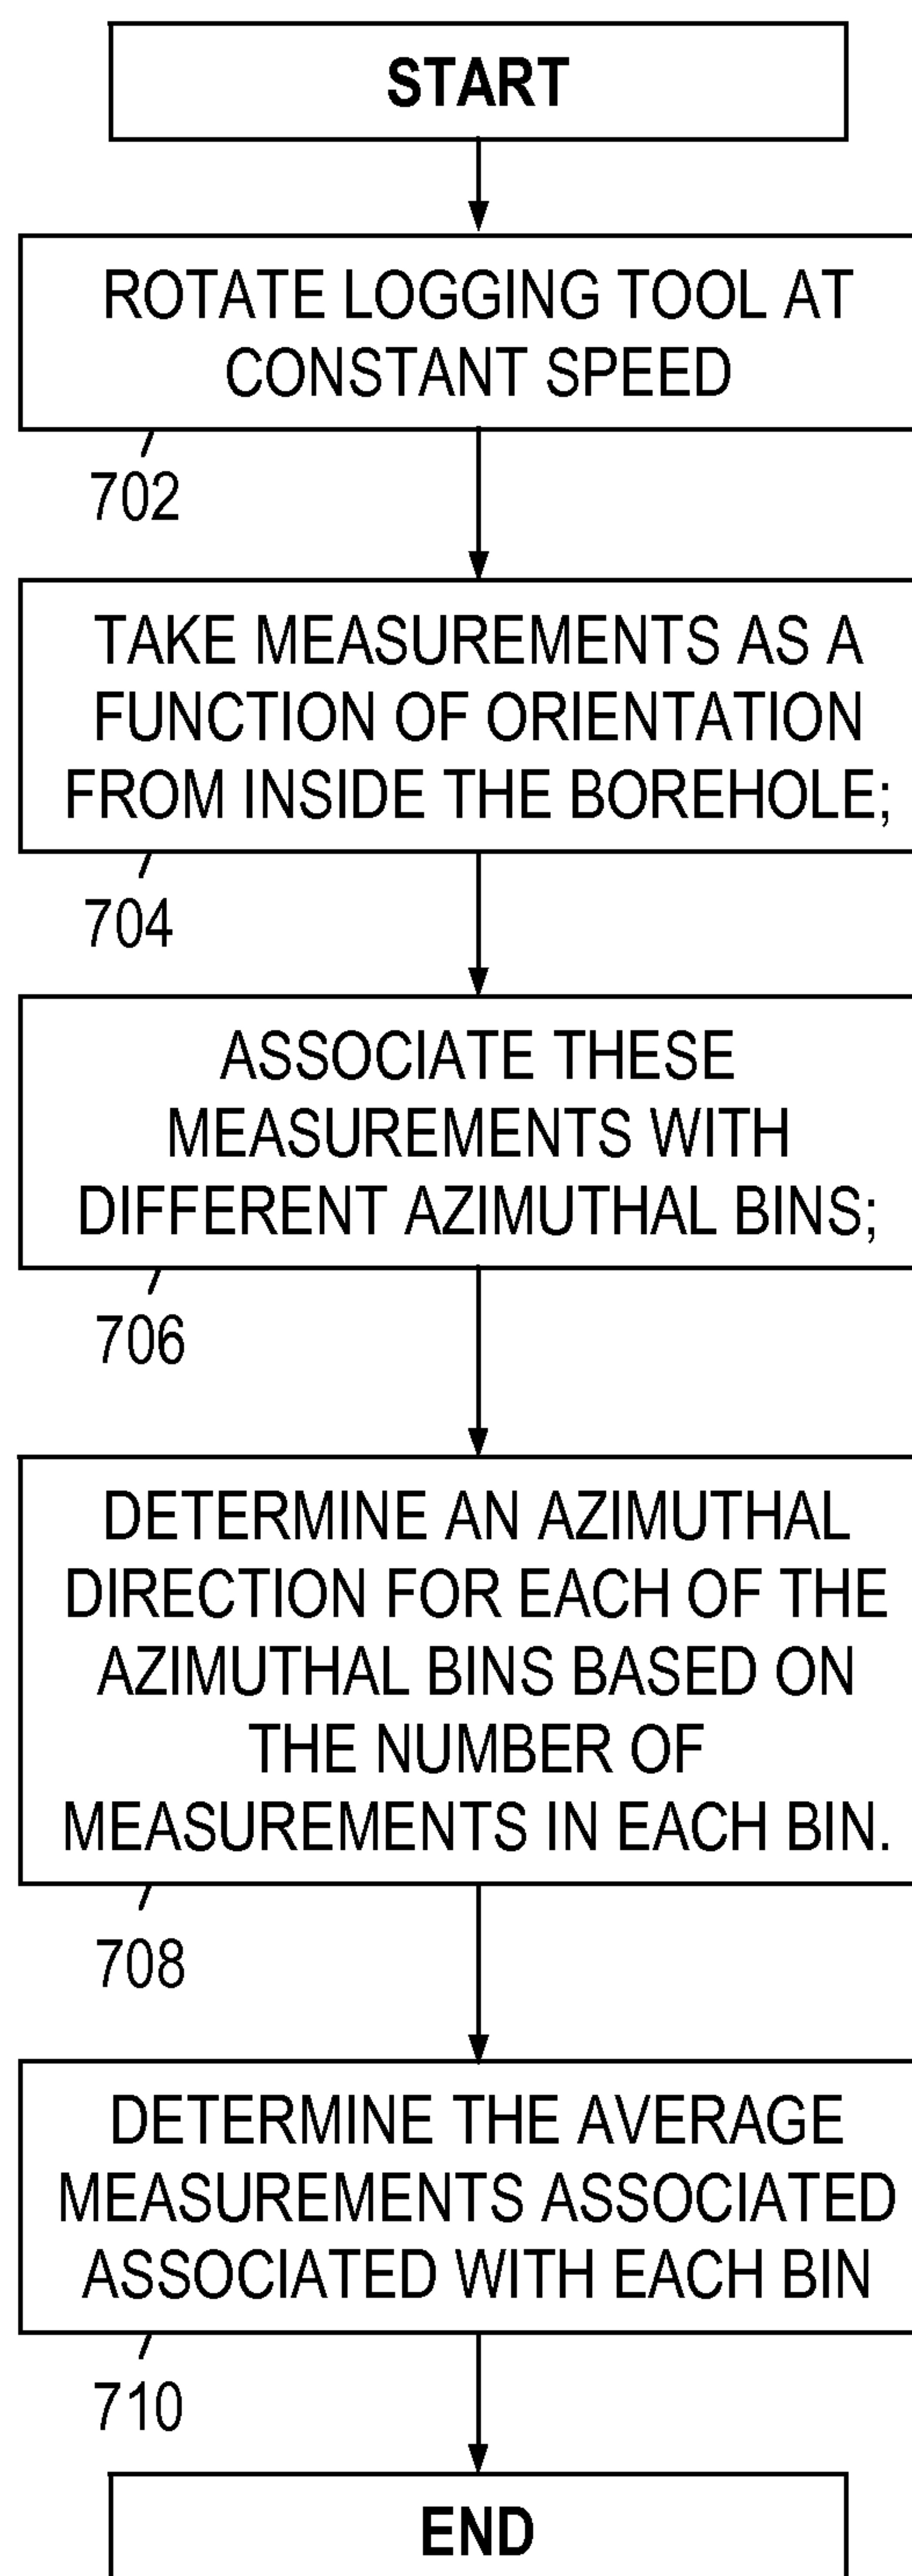 START
ROTATE LOGGING TOOL AT
CONSTANT SPEED
702
TAKE MEASUREMENTS AS A
FUNCTION OF ORIENTATION
FROM INSIDE THE BOREHOLE;
704
ASSOCIATE THESE
MEASUREMENTS WITH
DIFFERENT AZIMUTHAL BINS;
706
DETERMINE AN AZIMUTHAL
DIRECTION FOR EACH OF THE
AZIMUTHAL BINS BASED ON
THE NUMBER OF
MEASUREMENTS IN EACH BIN.
708
DETERMINE THE AVERAGE
MEASUREMENTS ASSOCIATED
ASSOCIATED WITH EACH BIN
710
END